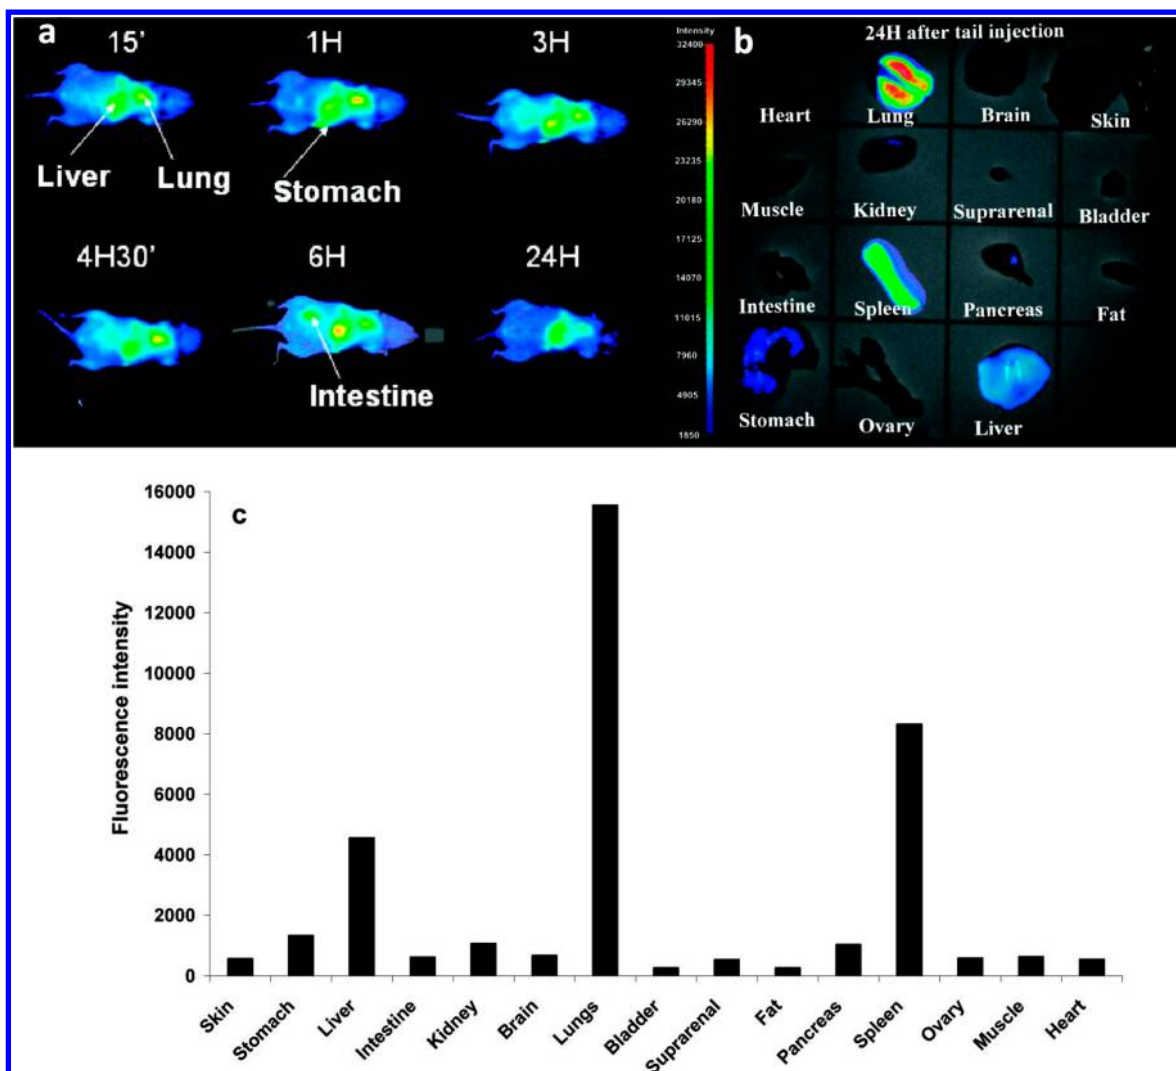 a
15' 1H 3H
Liver Lung Stomach
4H30' 6H 24H
Intestine
Intensity
32400
29345
26290
23235
20180
17125
14070
11015
7960
4905
1850
b
24H after tail injection
Heart Lung Brain Skin
Muscle Kidney Suprarenal Bladder
Intestine Spleen Pancreas Fat
Stomach Ovary Liver
c
Fluorescence intensity
16000
14000
12000
10000
8000
6000
4000
2000
0
Skin
Stomach
Liver
Intestine
Kidney
Brain
Lungs
Bladder
Suprarenal
Fat
Pancreas
Spleen
Ovary
Muscle
Heart